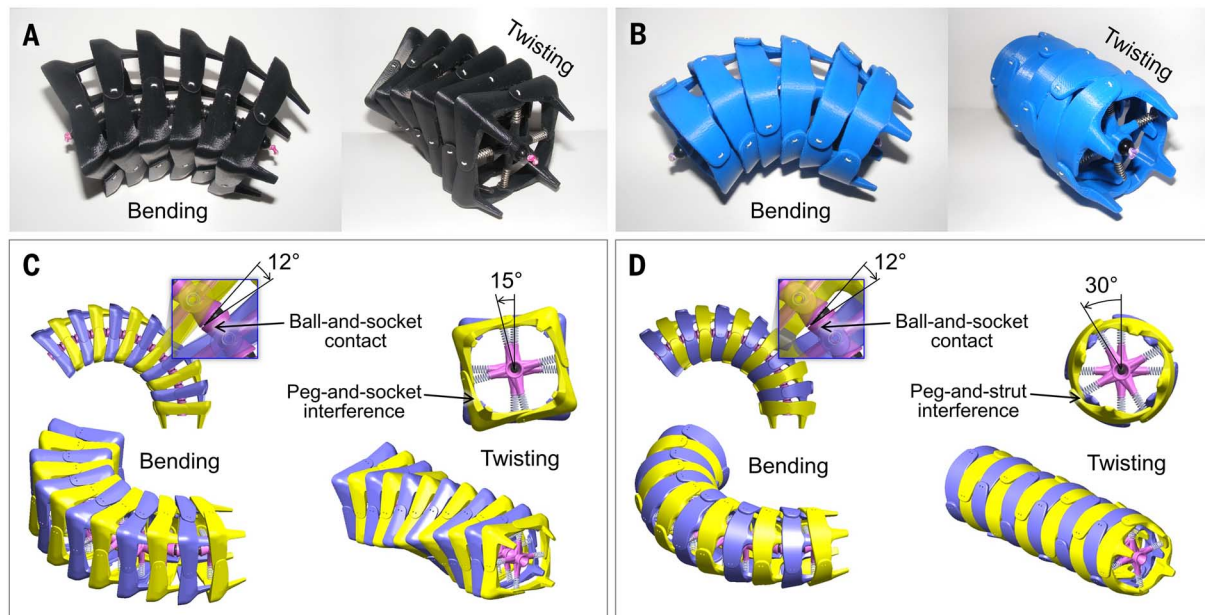 A
Bending
Twisting
B
Bending
Twisting
C
12°
Ball-and-socket
contact
15°
Peg-and-socket
interference
Bending
Twisting
D
12°
Ball-and-socket
contact
30°
Peg-and-strut
interference
Bending
Twisting